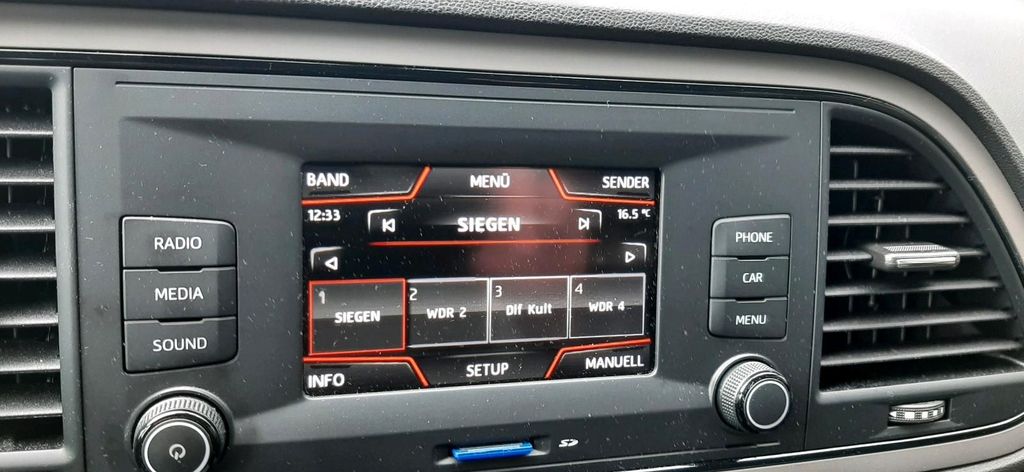 BAND MENÜ SENDER
12:33 SIEGEN 16.5 °C
RADIO MEDIA SOUND
1 SIEGEN 2 WDR 2 3 Dlf Kult 4 WDR 4
INFO SETUP MANUELL
PHONE
CAR
MENU
SD